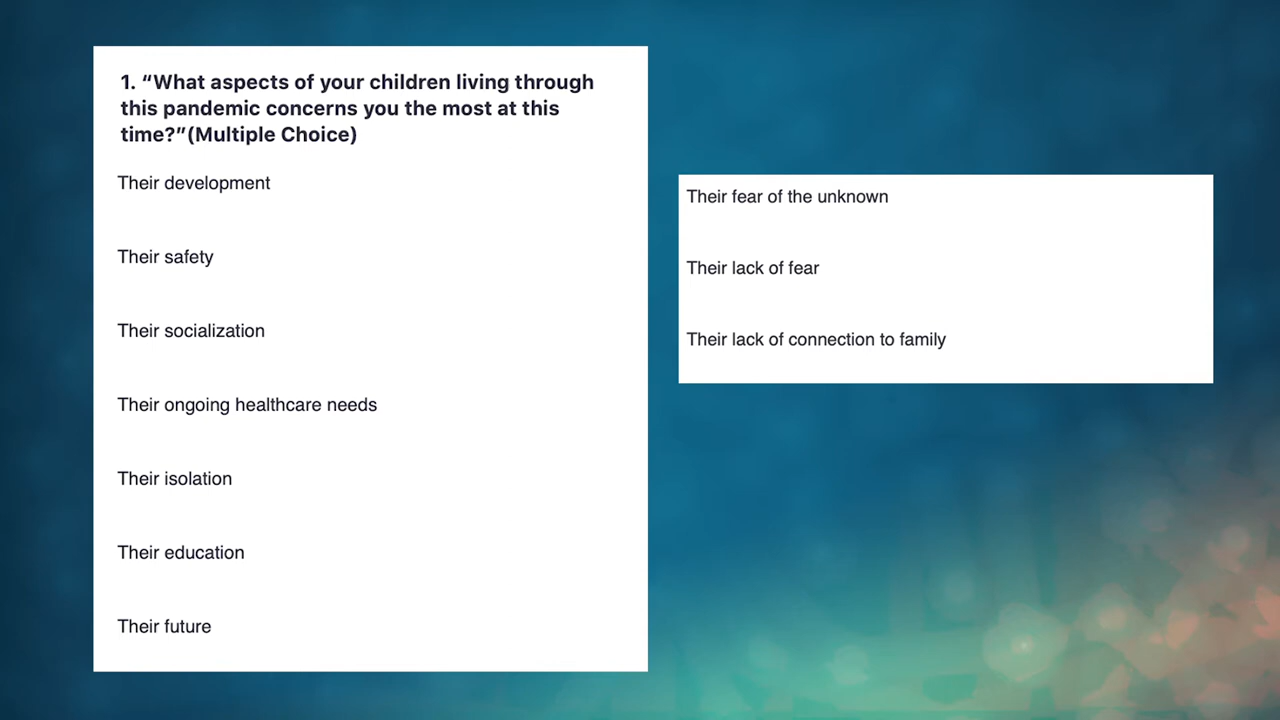 1. “What aspects of your children living through
this pandemic concerns you the most at this
time?”(Multiple Choice)
Their development
Their safety
Their socialization
Their ongoing healthcare needs
Their isolation
Their education
Their future
Their fear of the unknown
Their lack of fear
Their lack of connection to family